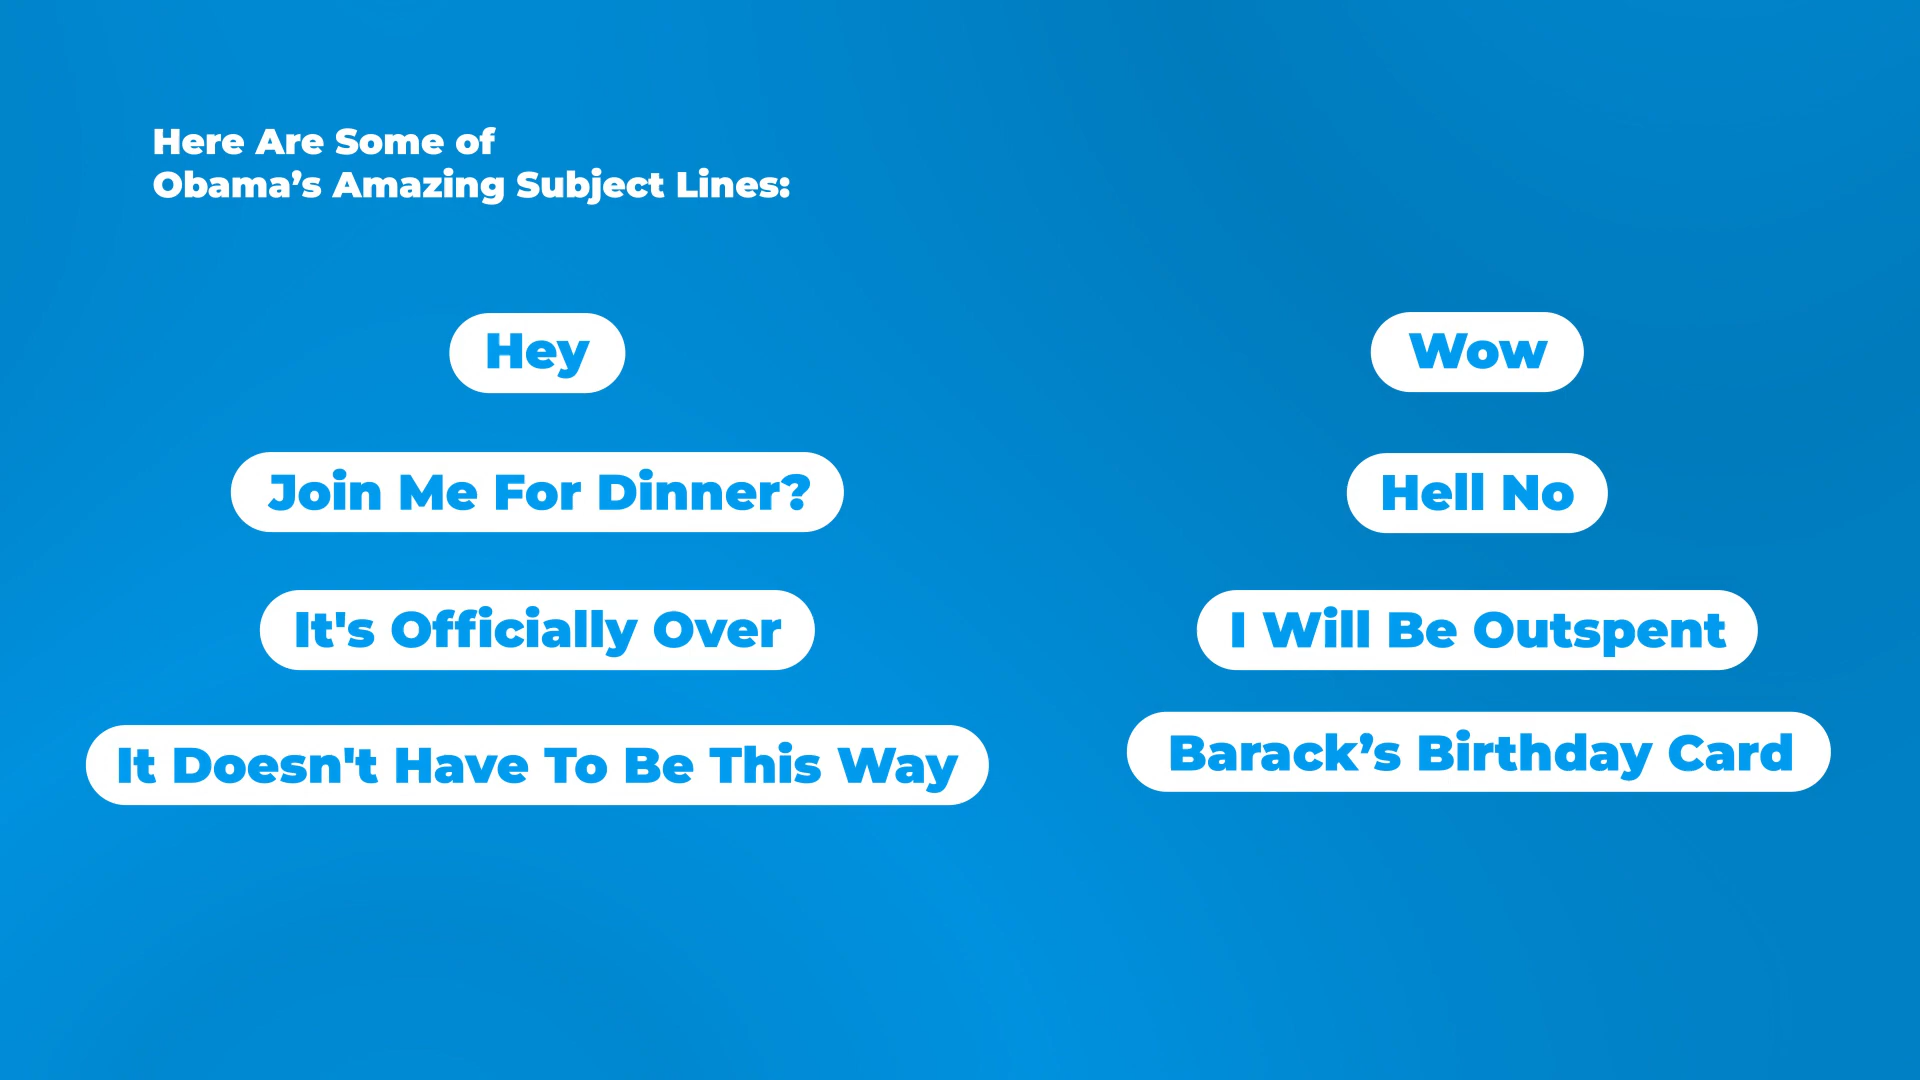 Here Are Some of
Obama’s Amazing Subject Lines:
Hey
Join Me For Dinner?
It's Officially Over
It Doesn't Have To Be This Way
Wow
Hell No
I Will Be Outspent
Barack’s Birthday Card